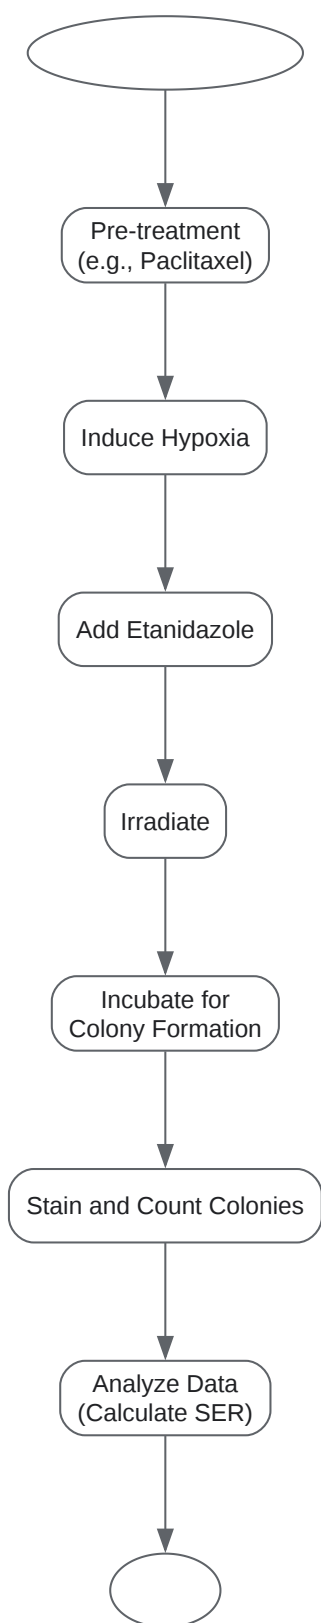 Pre-treatment
(e.g., Paclitaxel)
Induce Hypoxia
Add Etanidazole
Irradiate
Incubate for
Colony Formation
Stain and Count Colonies
Analyze Data
(Calculate SER)